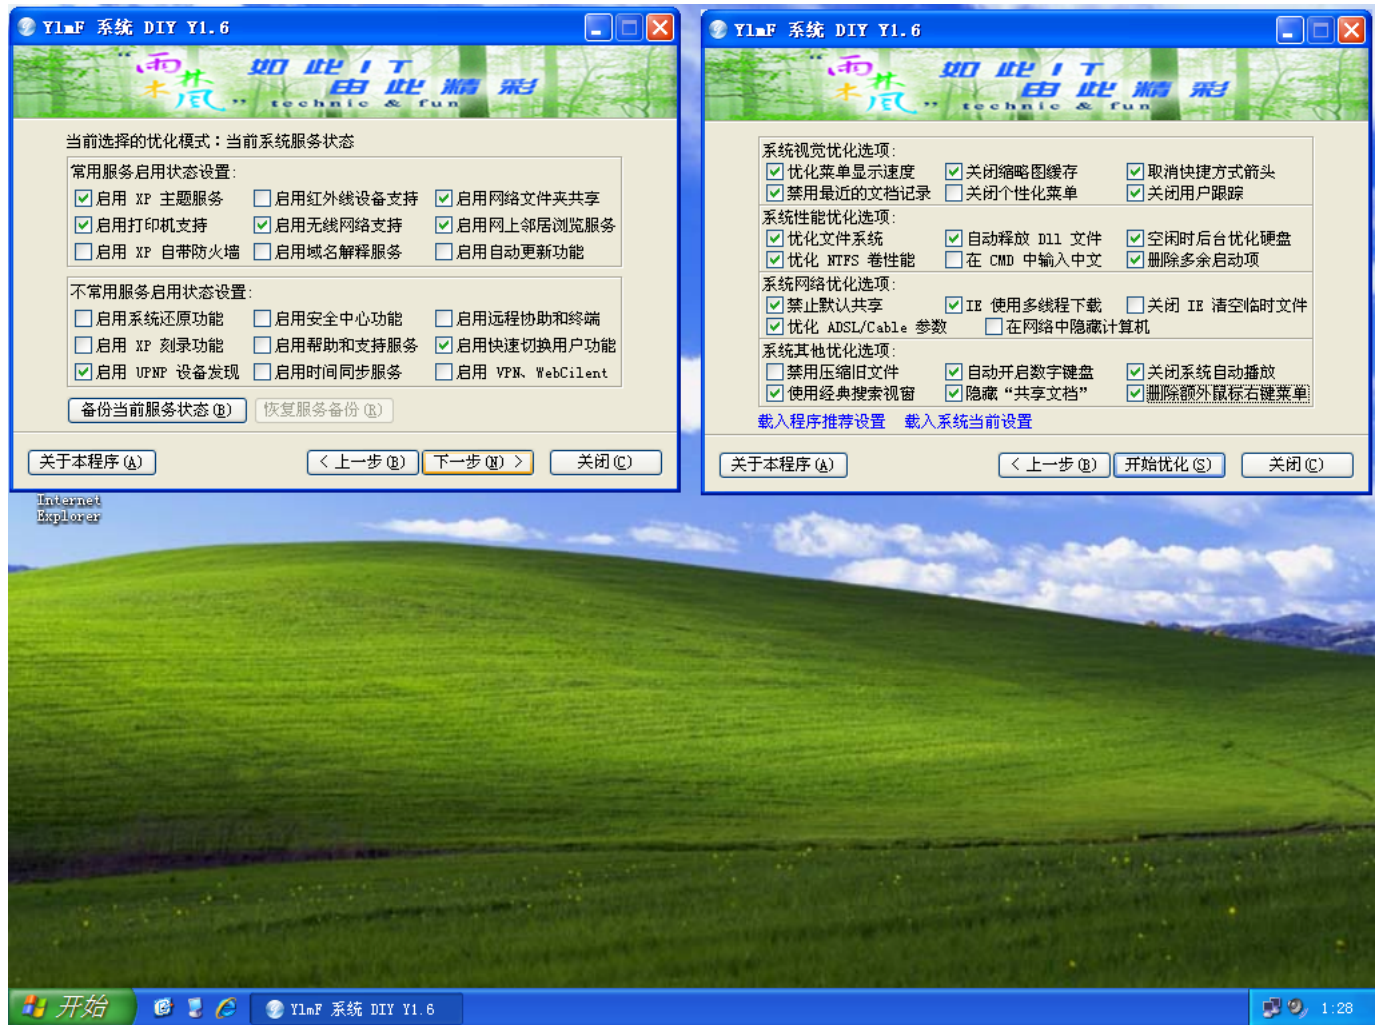 YlmF 系统 DIY Y1.6
“雨林木风”
如此IT
由此精彩
technic & fun
当前选择的优化模式：当前系统服务状态
常用服务启用状态设置:
启用 XP 主题服务 启用红外线设备支持 启用网络文件夹共享
启用打印机支持 启用无线网络支持 启用网上邻居浏览服务
启用 XP 自带防火墙 启用域名解释服务 启用自动更新功能
不常用服务启用状态设置:
启用系统还原功能 启用安全中心功能 启用远程协助和终端
启用 XP 刻录功能 启用帮助和支持服务 启用快速切换用户功能
启用 UPNP 设备发现 启用时间同步服务 启用 VPN、WebCilent
备份当前服务状态(B) 恢复服务备份(R)
关于本程序(A) < 上一步(B) 下一步(N) > 关闭(C)
YlmF 系统 DIY Y1.6
“雨林木风”
如此IT
由此精彩
technic & fun
系统视觉优化选项:
优化菜单显示速度 关闭缩略图缓存 取消快捷方式箭头
禁用最近的文档记录 关闭个性化菜单 关闭用户跟踪
系统性能优化选项:
优化文件系统 自动释放 Dll 文件 空闲时后台优化硬盘
优化 NTFS 卷性能 在 CMD 中输入中文 删除多余启动项
系统网络优化选项:
禁止默认共享 IE 使用多线程下载 关闭 IE 清空临时文件
优化 ADSL/Cable 参数 在网络中隐藏计算机
系统其他优化选项:
禁用压缩旧文件 自动开启数字键盘 关闭系统自动播放
使用经典搜索视窗 隐藏“共享文档” 删除额外鼠标右键菜单
载入程序推荐设置 载入系统当前设置
关于本程序(A) < 上一步(B) 开始优化(S) 关闭(C)
Internet
Explorer
开始 YlmF 系统 DIY Y1.6 1:28